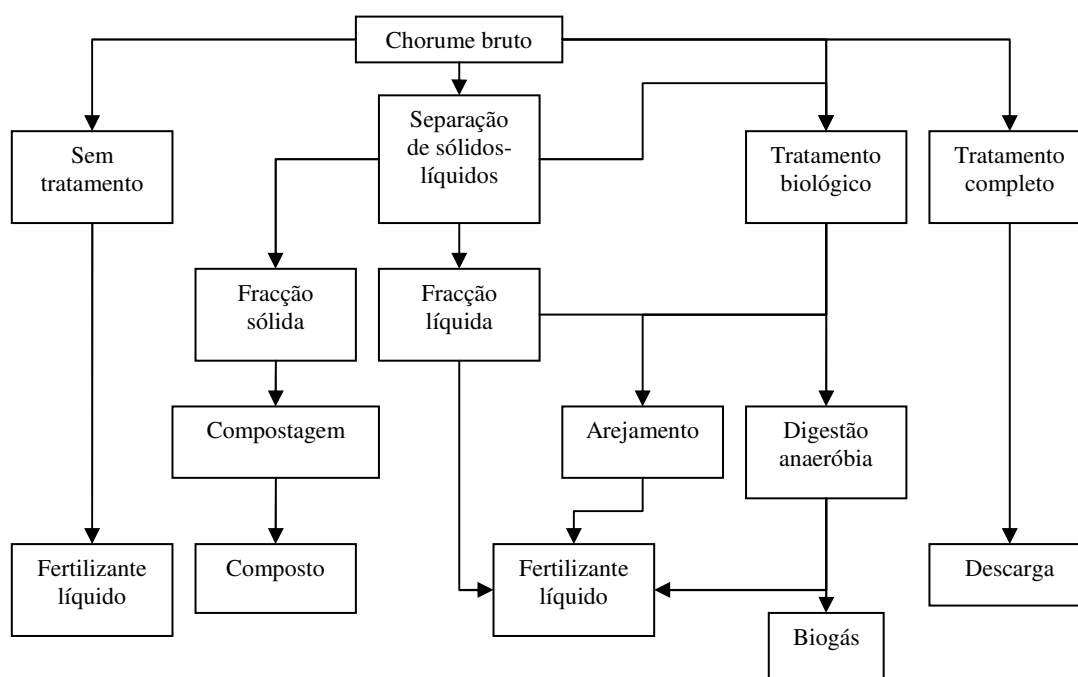 Chorume bruto
Separação
de sólidos-
líquidos
Sem
tratamento
Tratamento
biológico
Tratamento
completo
Fracção
sólida
Fracção
líquida
Compostagem
Arejamento
Digestão
anaeróbia
Fertilizante
líquido
Composto
Fertilizante
líquido
Descarga
Biogás